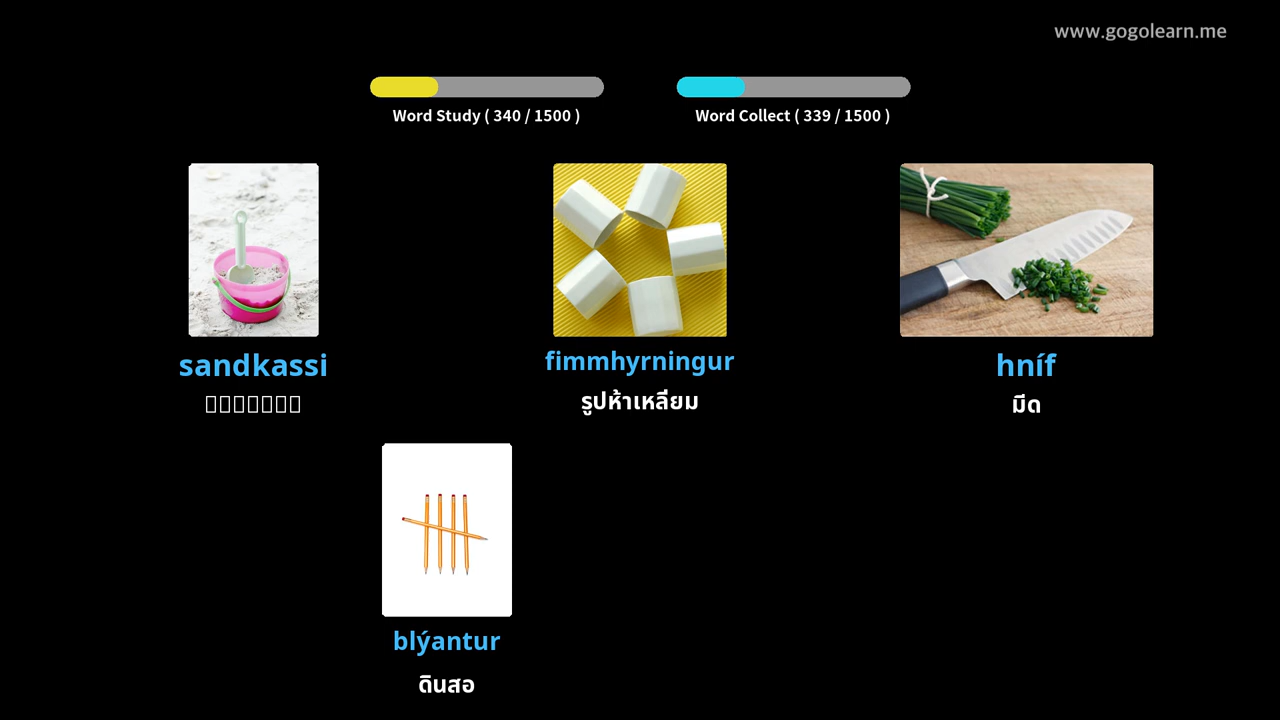 www.gogolearn.me
Word Study ( 340 / 1500 )
Word Collect ( 339 / 1500 )
sandkassi
fimmhyrningur
รูปห้าเหลี่ยม
hníf
มีด
blýantur
ดินสอ